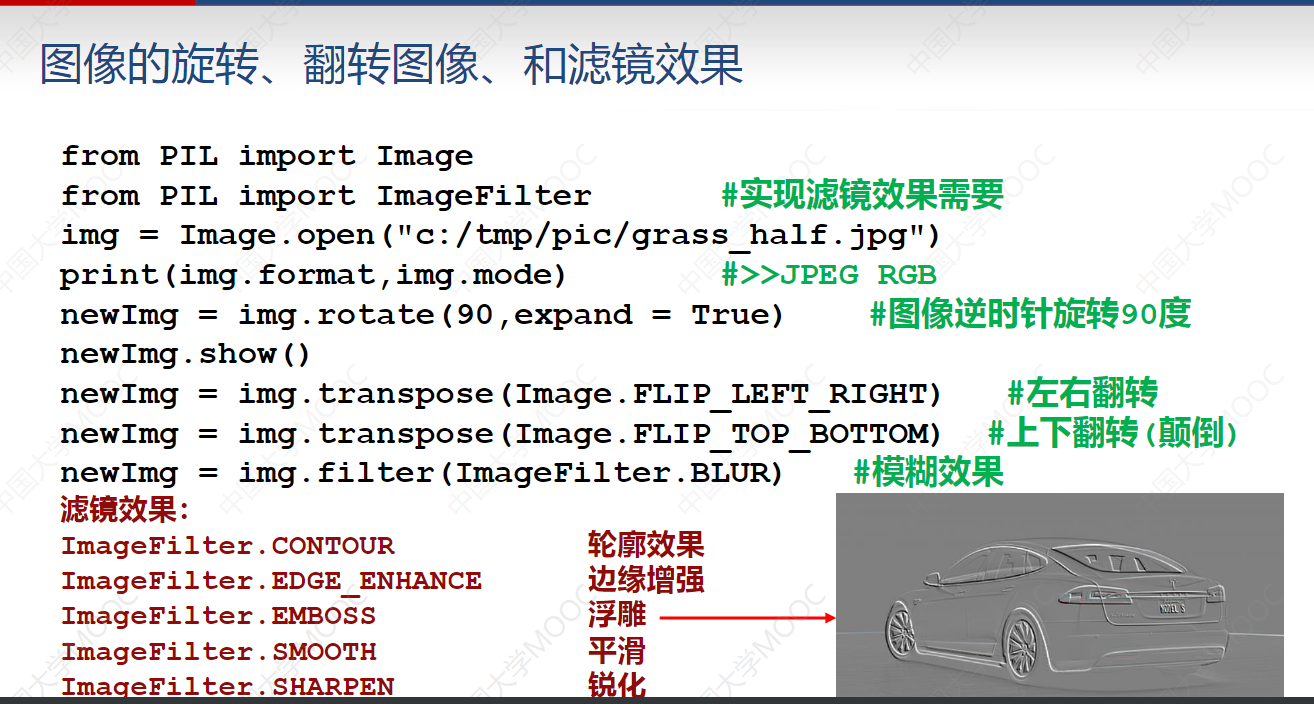 图像的旋转、翻转图像、和滤镜效果
from PIL import Image
from PIL import ImageFilter #实现滤镜效果需要
img = Image.open("c:/tmp/pic/grass_half.jpg")
print(img.format,img.mode) #>>JPEG RGB
newImg = img.rotate(90,expand = True) #图像逆时针旋转90度
newImg.show()
newImg = img.transpose(Image.FLIP_LEFT_RIGHT) #左右翻转
newImg = img.transpose(Image.FLIP_TOP_BOTTOM) #上下翻转(颠倒)
newImg = img.filter(ImageFilter.BLUR) #模糊效果
滤镜效果:
ImageFilter.CONTOUR 轮廓效果
ImageFilter.EDGE_ENHANCE 边缘增强
ImageFilter.EMBOSS 浮雕
ImageFilter.SMOOTH 平滑
ImageFilter.SHARPEN 锐化
MODEL S
中国大学MOOC